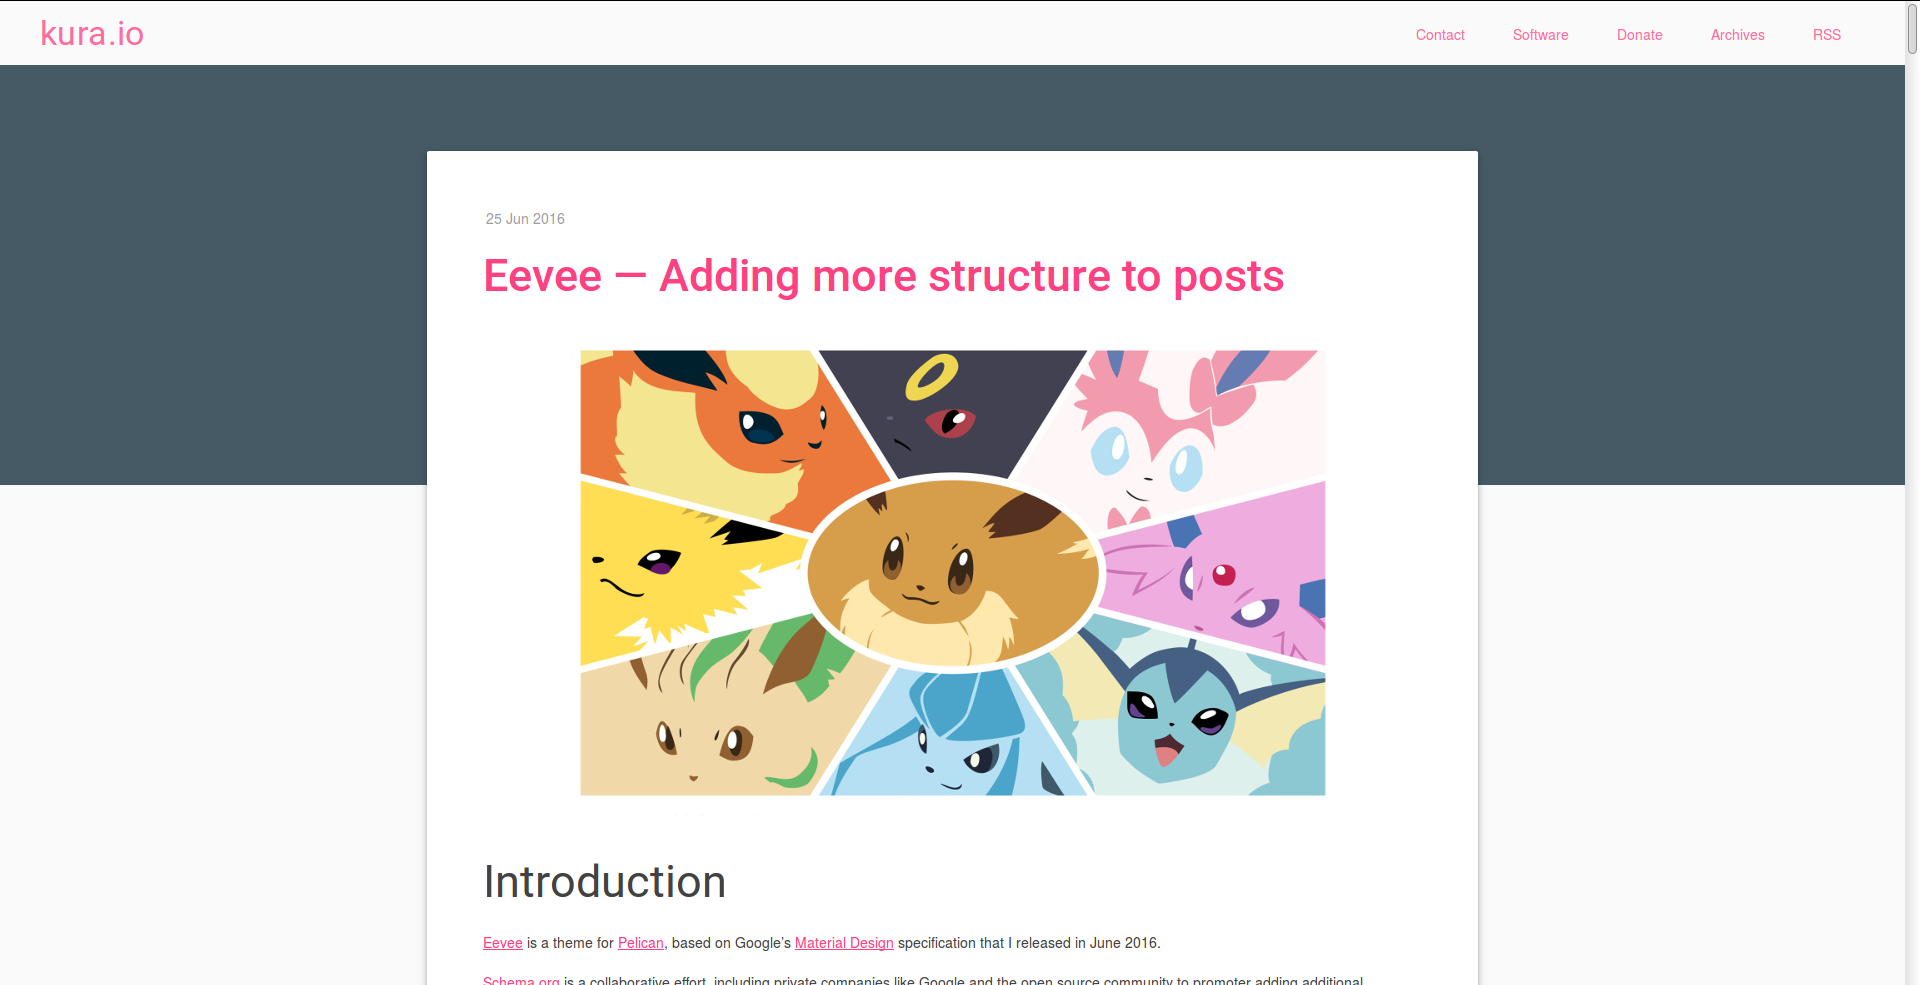 kura.io
Contact Software Donate Archives RSS
25 Jun 2016
Eevee — Adding more structure to posts
Introduction
Eevee is a theme for Pelican, based on Google’s Material Design specification that I released in June 2016.
Schema.org is a collaborative effort, including private companies like Google and the open source community to promoter adding additional